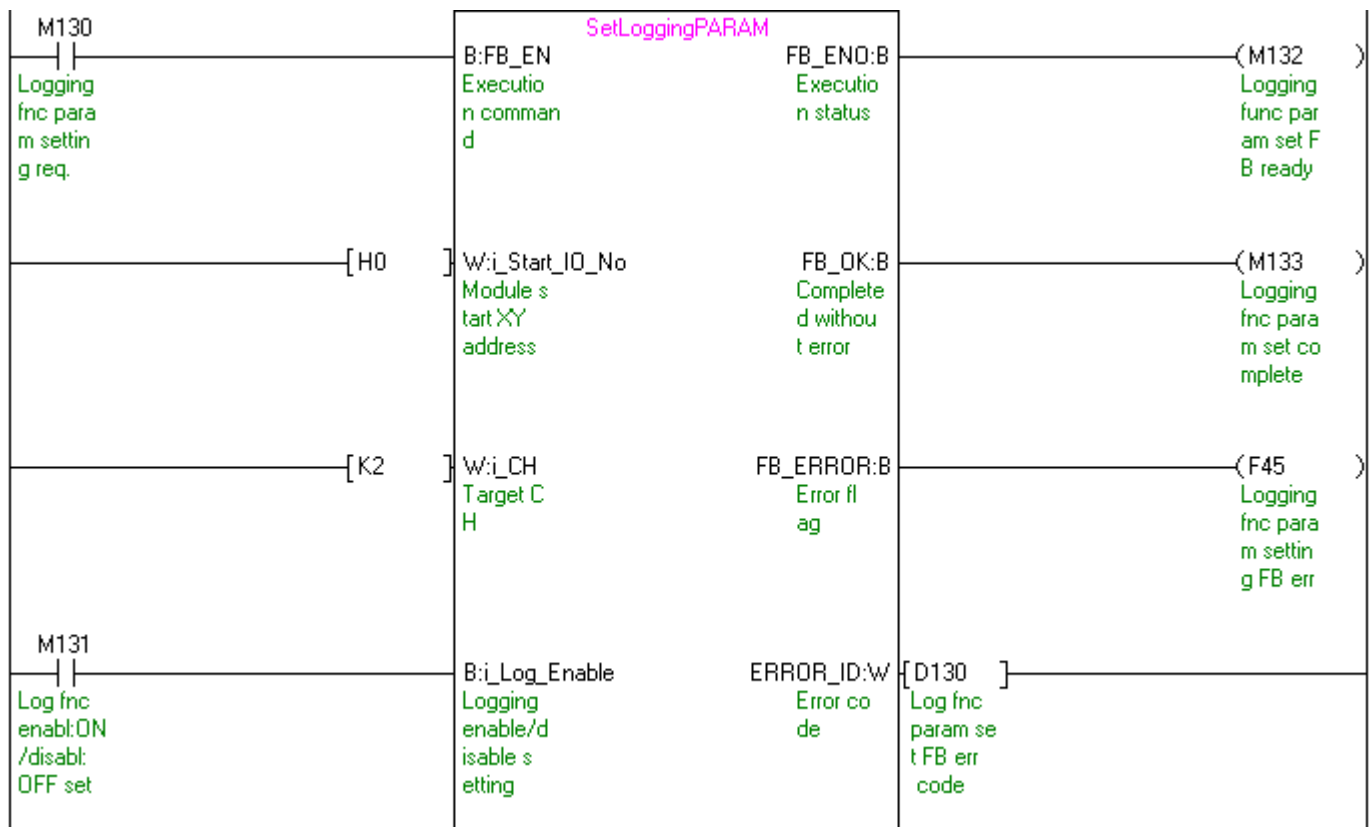 M130
SetLoggingPARAM
B:FB_EN
FB_ENO:B
(M132 )
Logging
fnc para
m settin
g req.
Executio
n comman
d
Executio
n status
Logging
func par
am set F
B ready
[H0 ]
W:i_Start_IO_No
FB_OK:B
(M133 )
Module s
tart XY
address
Complete
d withou
t error
Logging
fnc para
m set co
mplete
[K2 ]
W:i_CH
FB_ERROR:B
(F45 )
Target C
H
Error fl
ag
Logging
fnc para
m settin
g FB err
M131
B:i_Log_Enable
ERROR_ID:W
[D130 ]
Log fnc
enabl:ON
/disabl:
OFF set
Logging
enable/d
isable s
etting
Error co
de
Log fnc
param se
t FB err
code